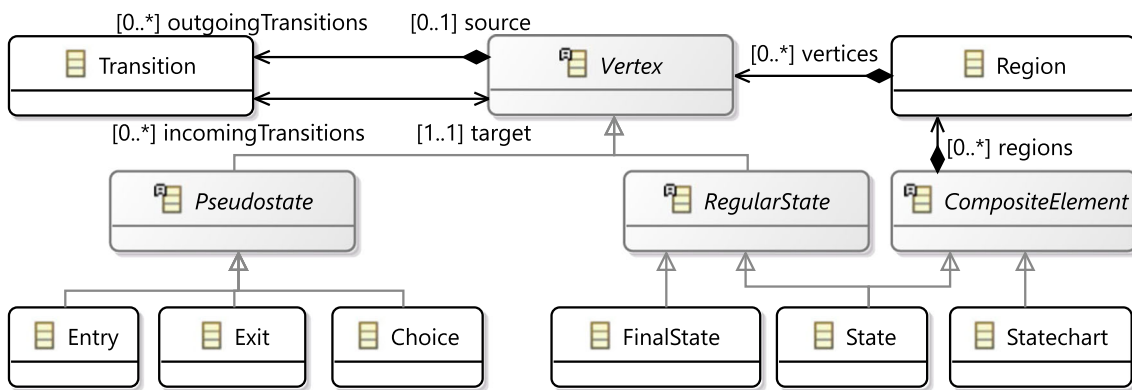 [0..*] outgoingTransitions [0..1] source
Transition Vertex [0..*] vertices Region
[0..*] incomingTransitions [1..1] target [0..*] regions
Pseudostate RegularState CompositeElement
Entry Exit Choice FinalState State Statechart